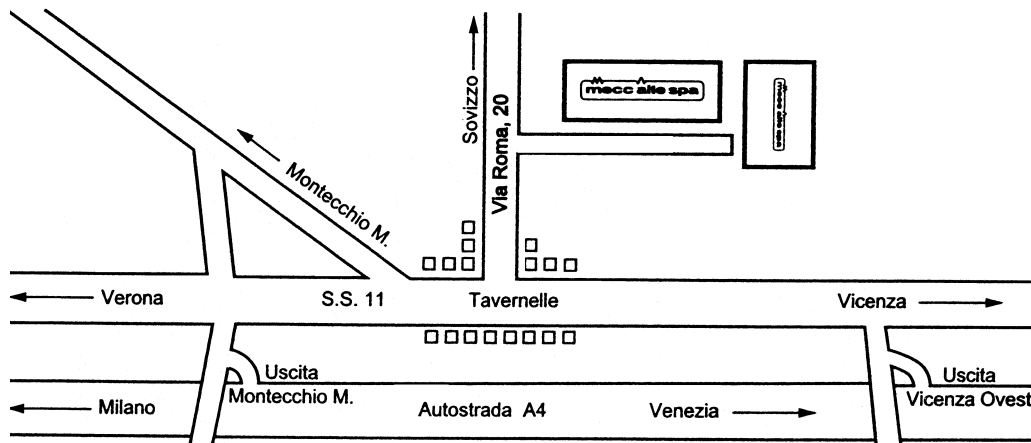 Sovizzo
Via Roma, 20
mecc alte spa
mecc alte spa
Montecchio M.
Verona
S.S. 11
Tavernelle
Vicenza
Uscita
Montecchio M.
Uscita
Vicenza Ovest
Milano
Autostrada A4
Venezia